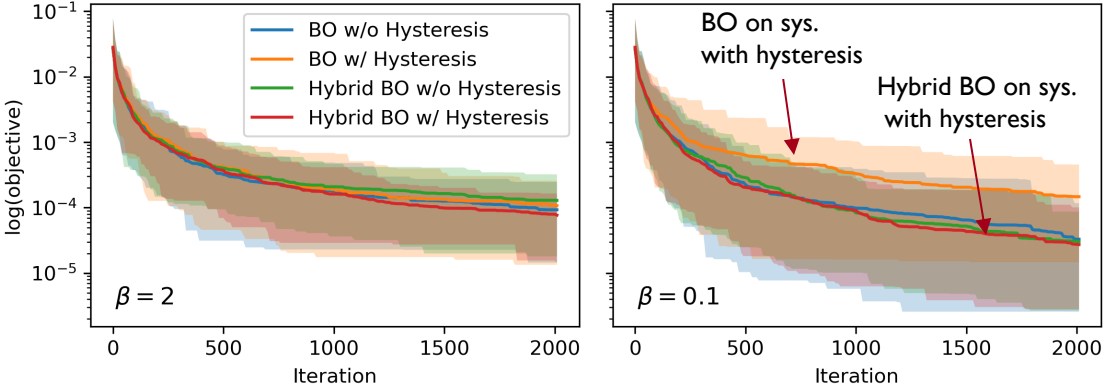 10⁻¹
10⁻²
10⁻³
10⁻⁴
10⁻⁵
log(objective)
BO w/o Hysteresis
BO w/ Hysteresis
Hybrid BO w/o Hysteresis
Hybrid BO w/ Hysteresis
β = 2
0 500 1000 1500 2000
Iteration
BO on sys.
with hysteresis
Hybrid BO on sys.
with hysteresis
β = 0.1
0 500 1000 1500 2000
Iteration